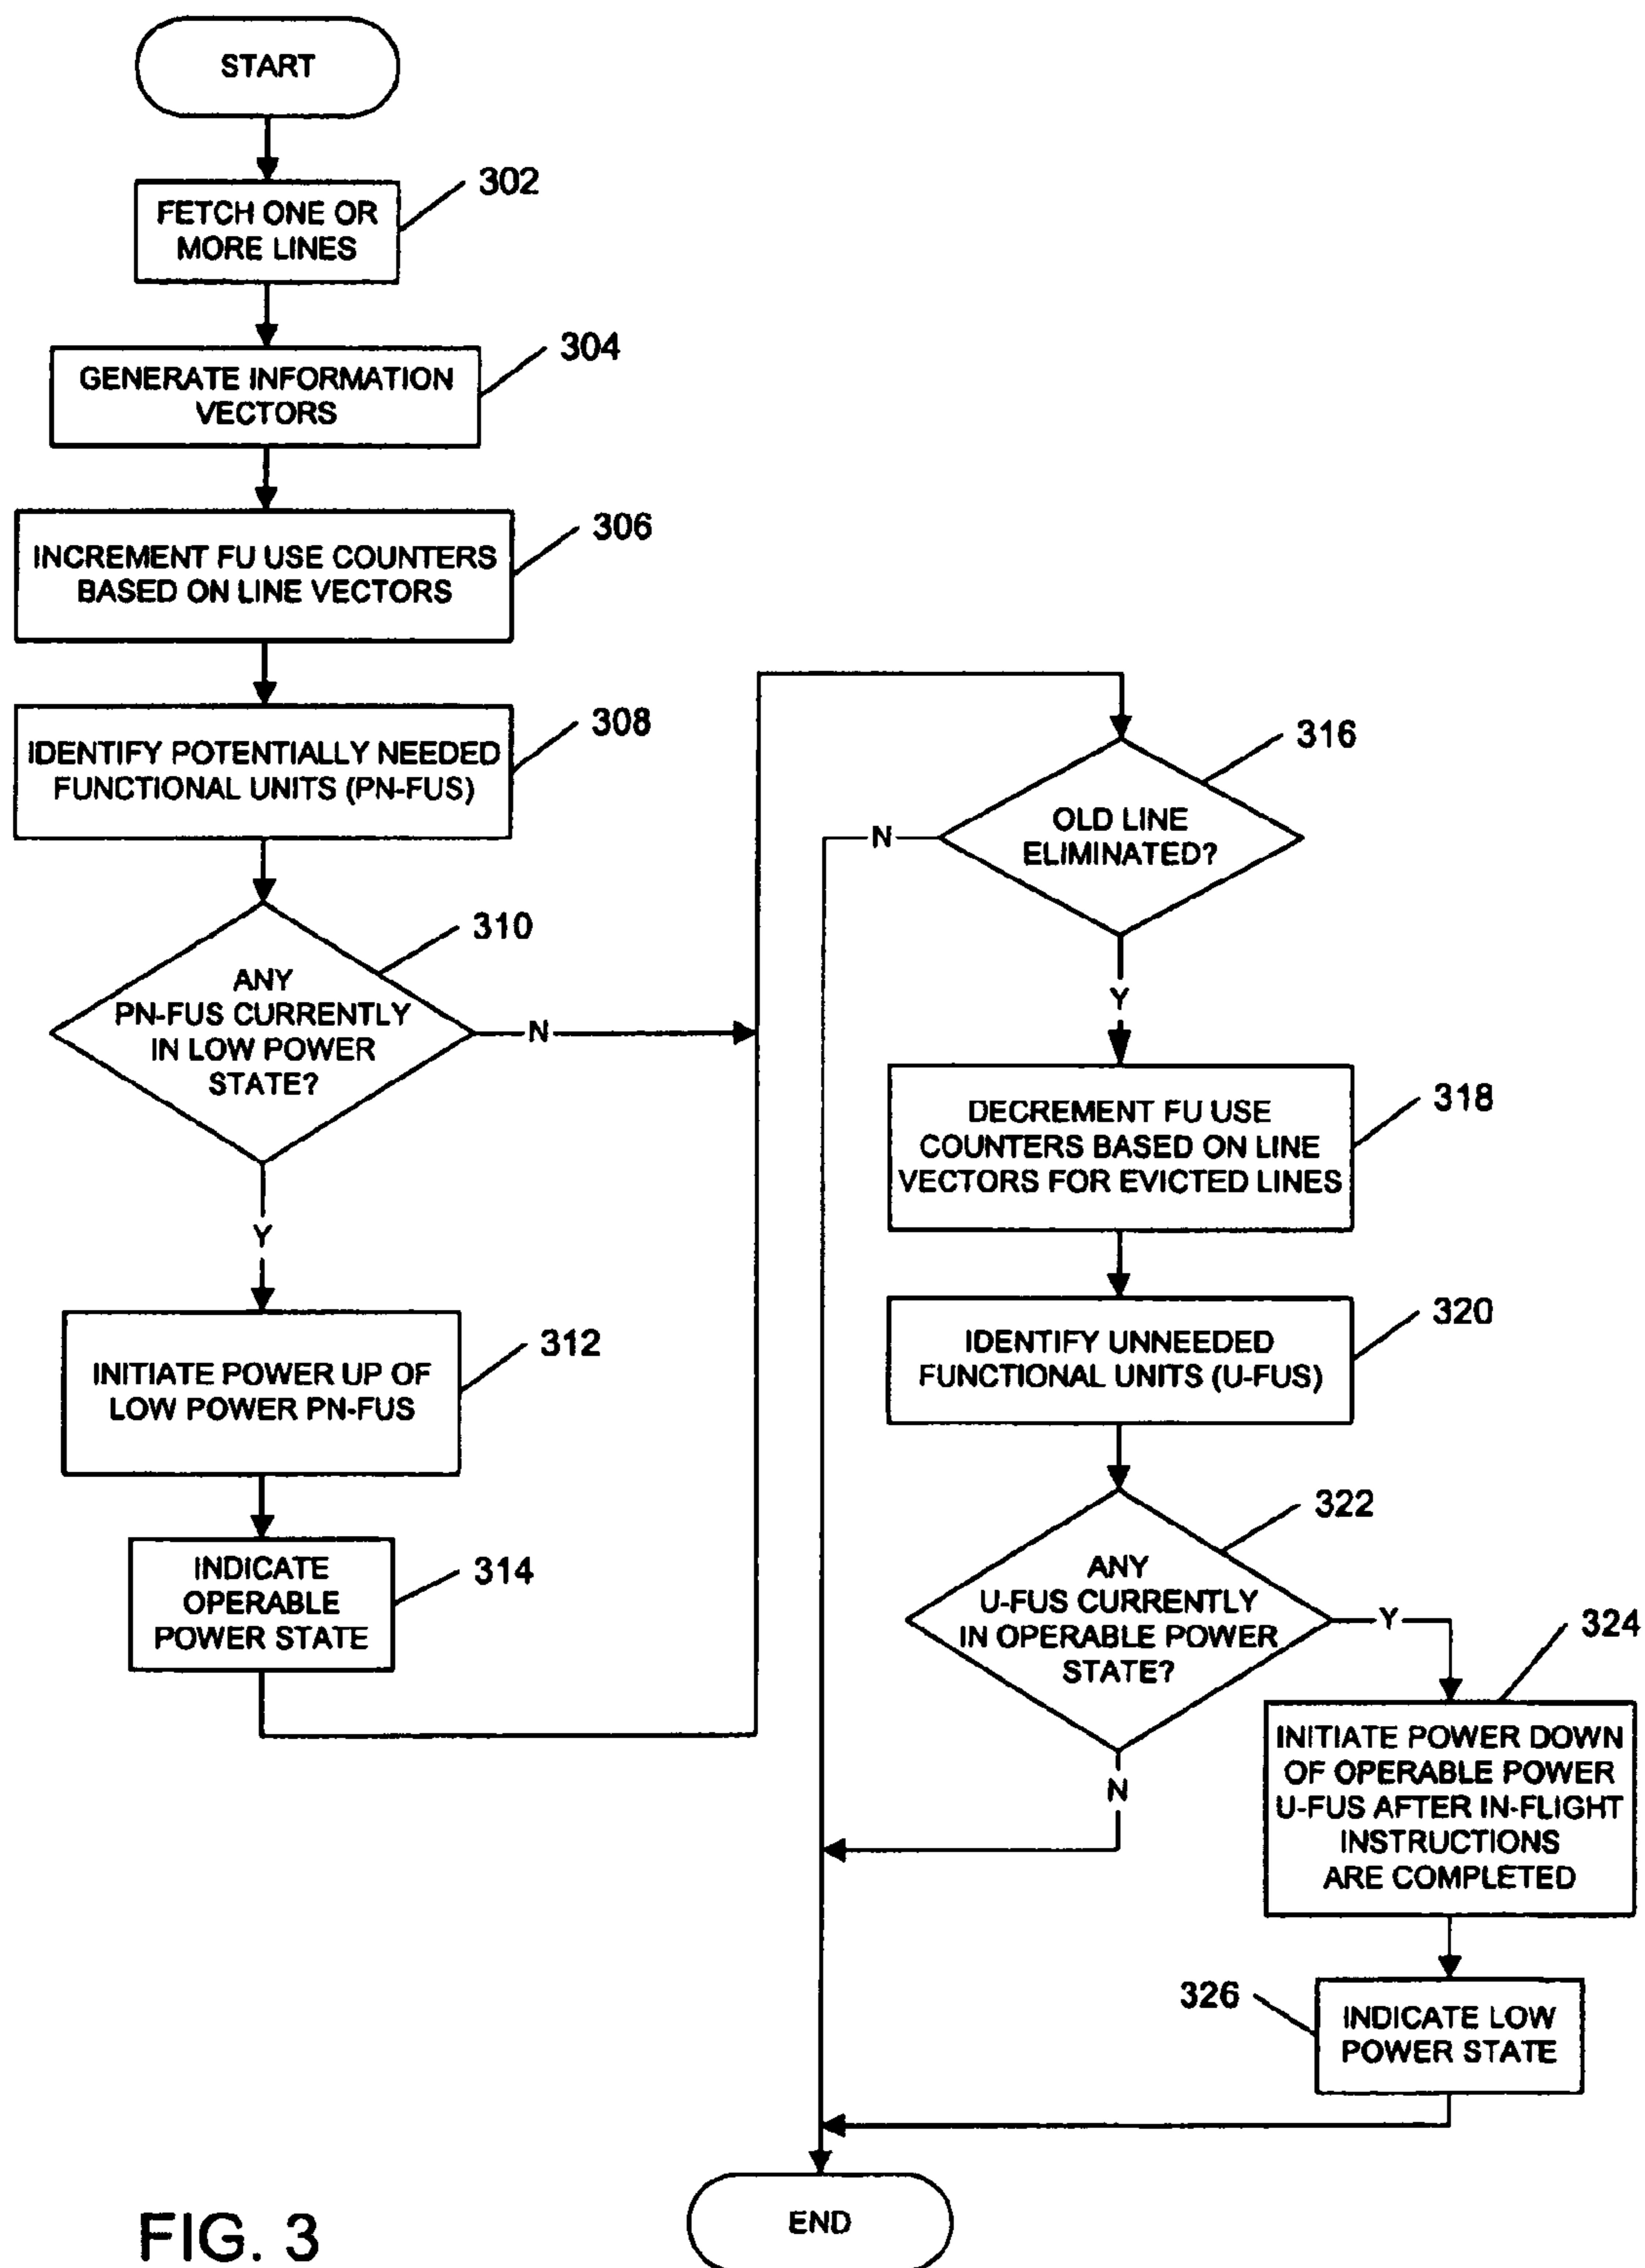 START
302
FETCH ONE OR
MORE LINES
304
GENERATE INFORMATION
VECTORS
306
INCREMENT FU USE COUNTERS
BASED ON LINE VECTORS
308
IDENTIFY POTENTIALLY NEEDED
FUNCTIONAL UNITS (PN-FUS)
310
ANY
PN-FUS CURRENTLY
IN LOW POWER
STATE?
N
Y
312
INITIATE POWER UP OF
LOW POWER PN-FUS
314
INDICATE
OPERABLE
POWER STATE
316
OLD LINE
ELIMINATED?
N
Y
318
DECREMENT FU USE
COUNTERS BASED ON LINE
VECTORS FOR EVICTED LINES
320
IDENTIFY UNNEEDED
FUNCTIONAL UNITS (U-FUS)
322
ANY
U-FUS CURRENTLY
IN OPERABLE POWER
STATE?
Y
N
324
INITIATE POWER DOWN
OF OPERABLE POWER
U-FUS AFTER IN-FLIGHT
INSTRUCTIONS
ARE COMPLETED
326
INDICATE LOW
POWER STATE
END
FIG. 3